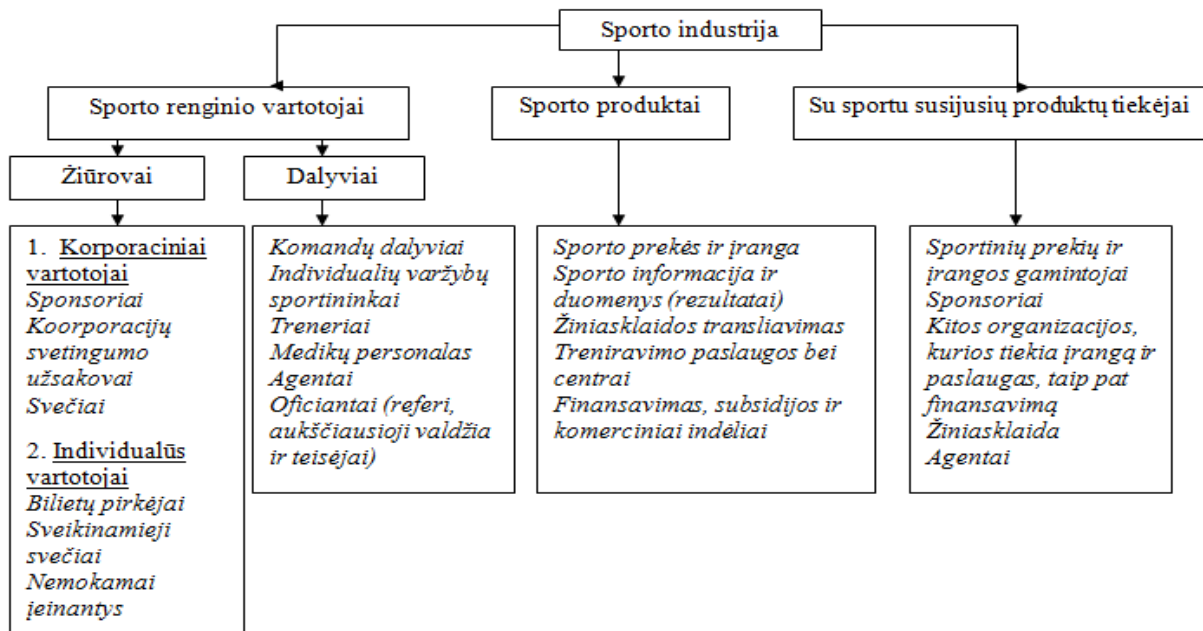 Sporto industrija
Sporto renginio vartotojai
Sporto produktai
Su sportu susijusių produktų tiekėjai
Žiūrovai
Dalyviai
1. Korporaciniai
vartotojai
Sponsoriai
Koorporacijų
svetingumo
užsakovai
Svečiai
2. Individualūs
vartotojai
Bilietų pirkėjai
Sveikinamieji
svečiai
Nemokamai
įeinantys
Komandų dalyviai
Individualių varžybų
sportininkai
Treneriai
Medikų personalas
Agentai
Oficiantai (referi,
aukščiausioji valdžia
ir teisėjai)
Sporto prekės ir įranga
Sporto informacija ir
duomenys (rezultatai)
Žiniasklaidos transliavimas
Treniravimo paslaugos bei
centrai
Finansavimas, subsidijos ir
komerciniai indėliai
Sportinių prekių ir
įrangos gamintojai
Sponsoriai
Kitos organizacijos,
kurios tiekia įrangą ir
paslaugas, taip pat
finansavimą
Žiniasklaida
Agentai